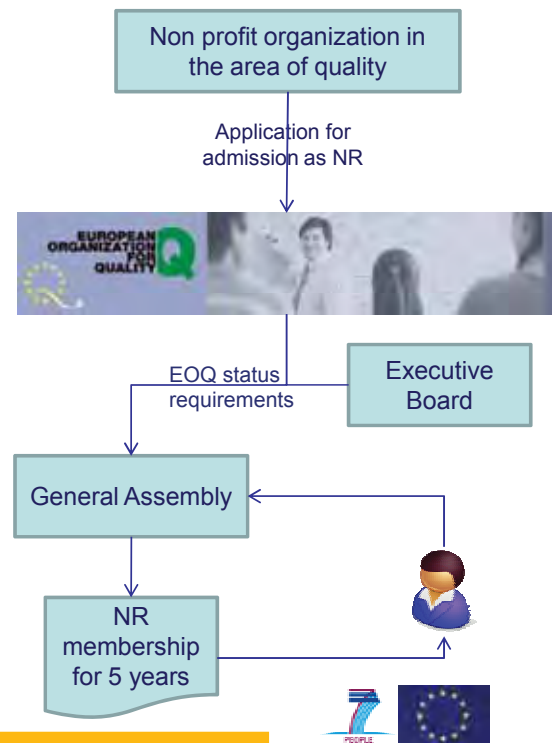 Non profit organization in
the area of quality
Application for
admission as NR
EUROPEAN
ORGANIZATION
FOR
QUALITY
Q
EOQ status
requirements
Executive
Board
General Assembly
NR
membership
for 5 years
7
PEOPLE